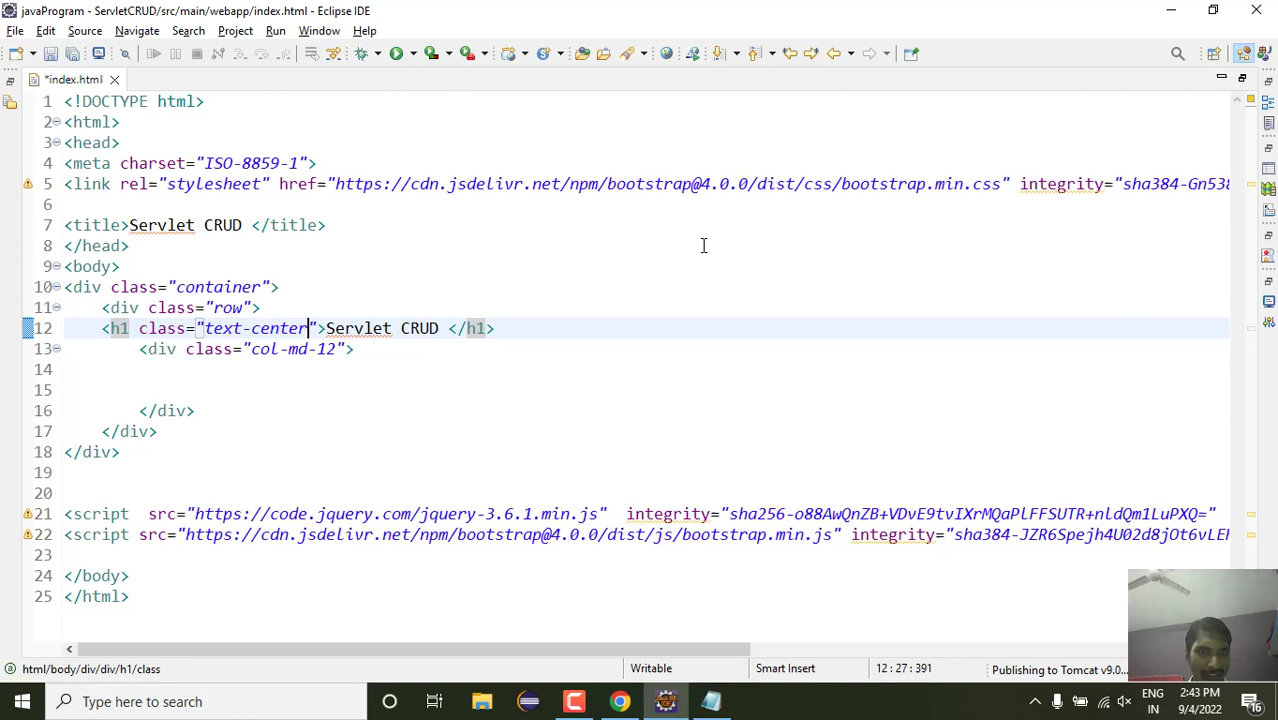 javaProgram - ServletCRUD/src/main/webapp/index.html - Eclipse IDE
File Edit Source Refactor Navigate Search Project Run Window Help
*index.html
1 <!DOCTYPE html>
2 <html>
3 <head>
4 <meta charset="ISO-8859-1">
5 <link rel="stylesheet" href="https://cdn.jsdelivr.net/npm/bootstrap@4.0.0/dist/css/bootstrap.min.css" integrity="sha384-Gn538
6
7 <title>Servlet CRUD </title>
8 </head>
9 <body>
10 <div class="container">
11 <div class="row">
12 <h1 class="text-center">Servlet CRUD </h1>
13 <div class="col-md-12">
14
15
16 </div>
17 </div>
18 </div>
19
20
21 <script src="https://code.jquery.com/jquery-3.6.1.min.js" integrity="sha256-o88AwQnZB+VDvE9tvIXrMQaPlFFSUTR+nldQm1LuPXQ="
22 <script src="https://cdn.jsdelivr.net/npm/bootstrap@4.0.0/dist/js/bootstrap.min.js" integrity="sha384-JZR6Spejh4U02d8jOt6vLEH
23
24 </body>
25 </html>
html/body/div/div/h1/class Writable Smart Insert 12 : 27 : 391 Publishing to Tomcat v9.0...
Type here to search
ENG IN
2:43 PM
9/4/2022
16